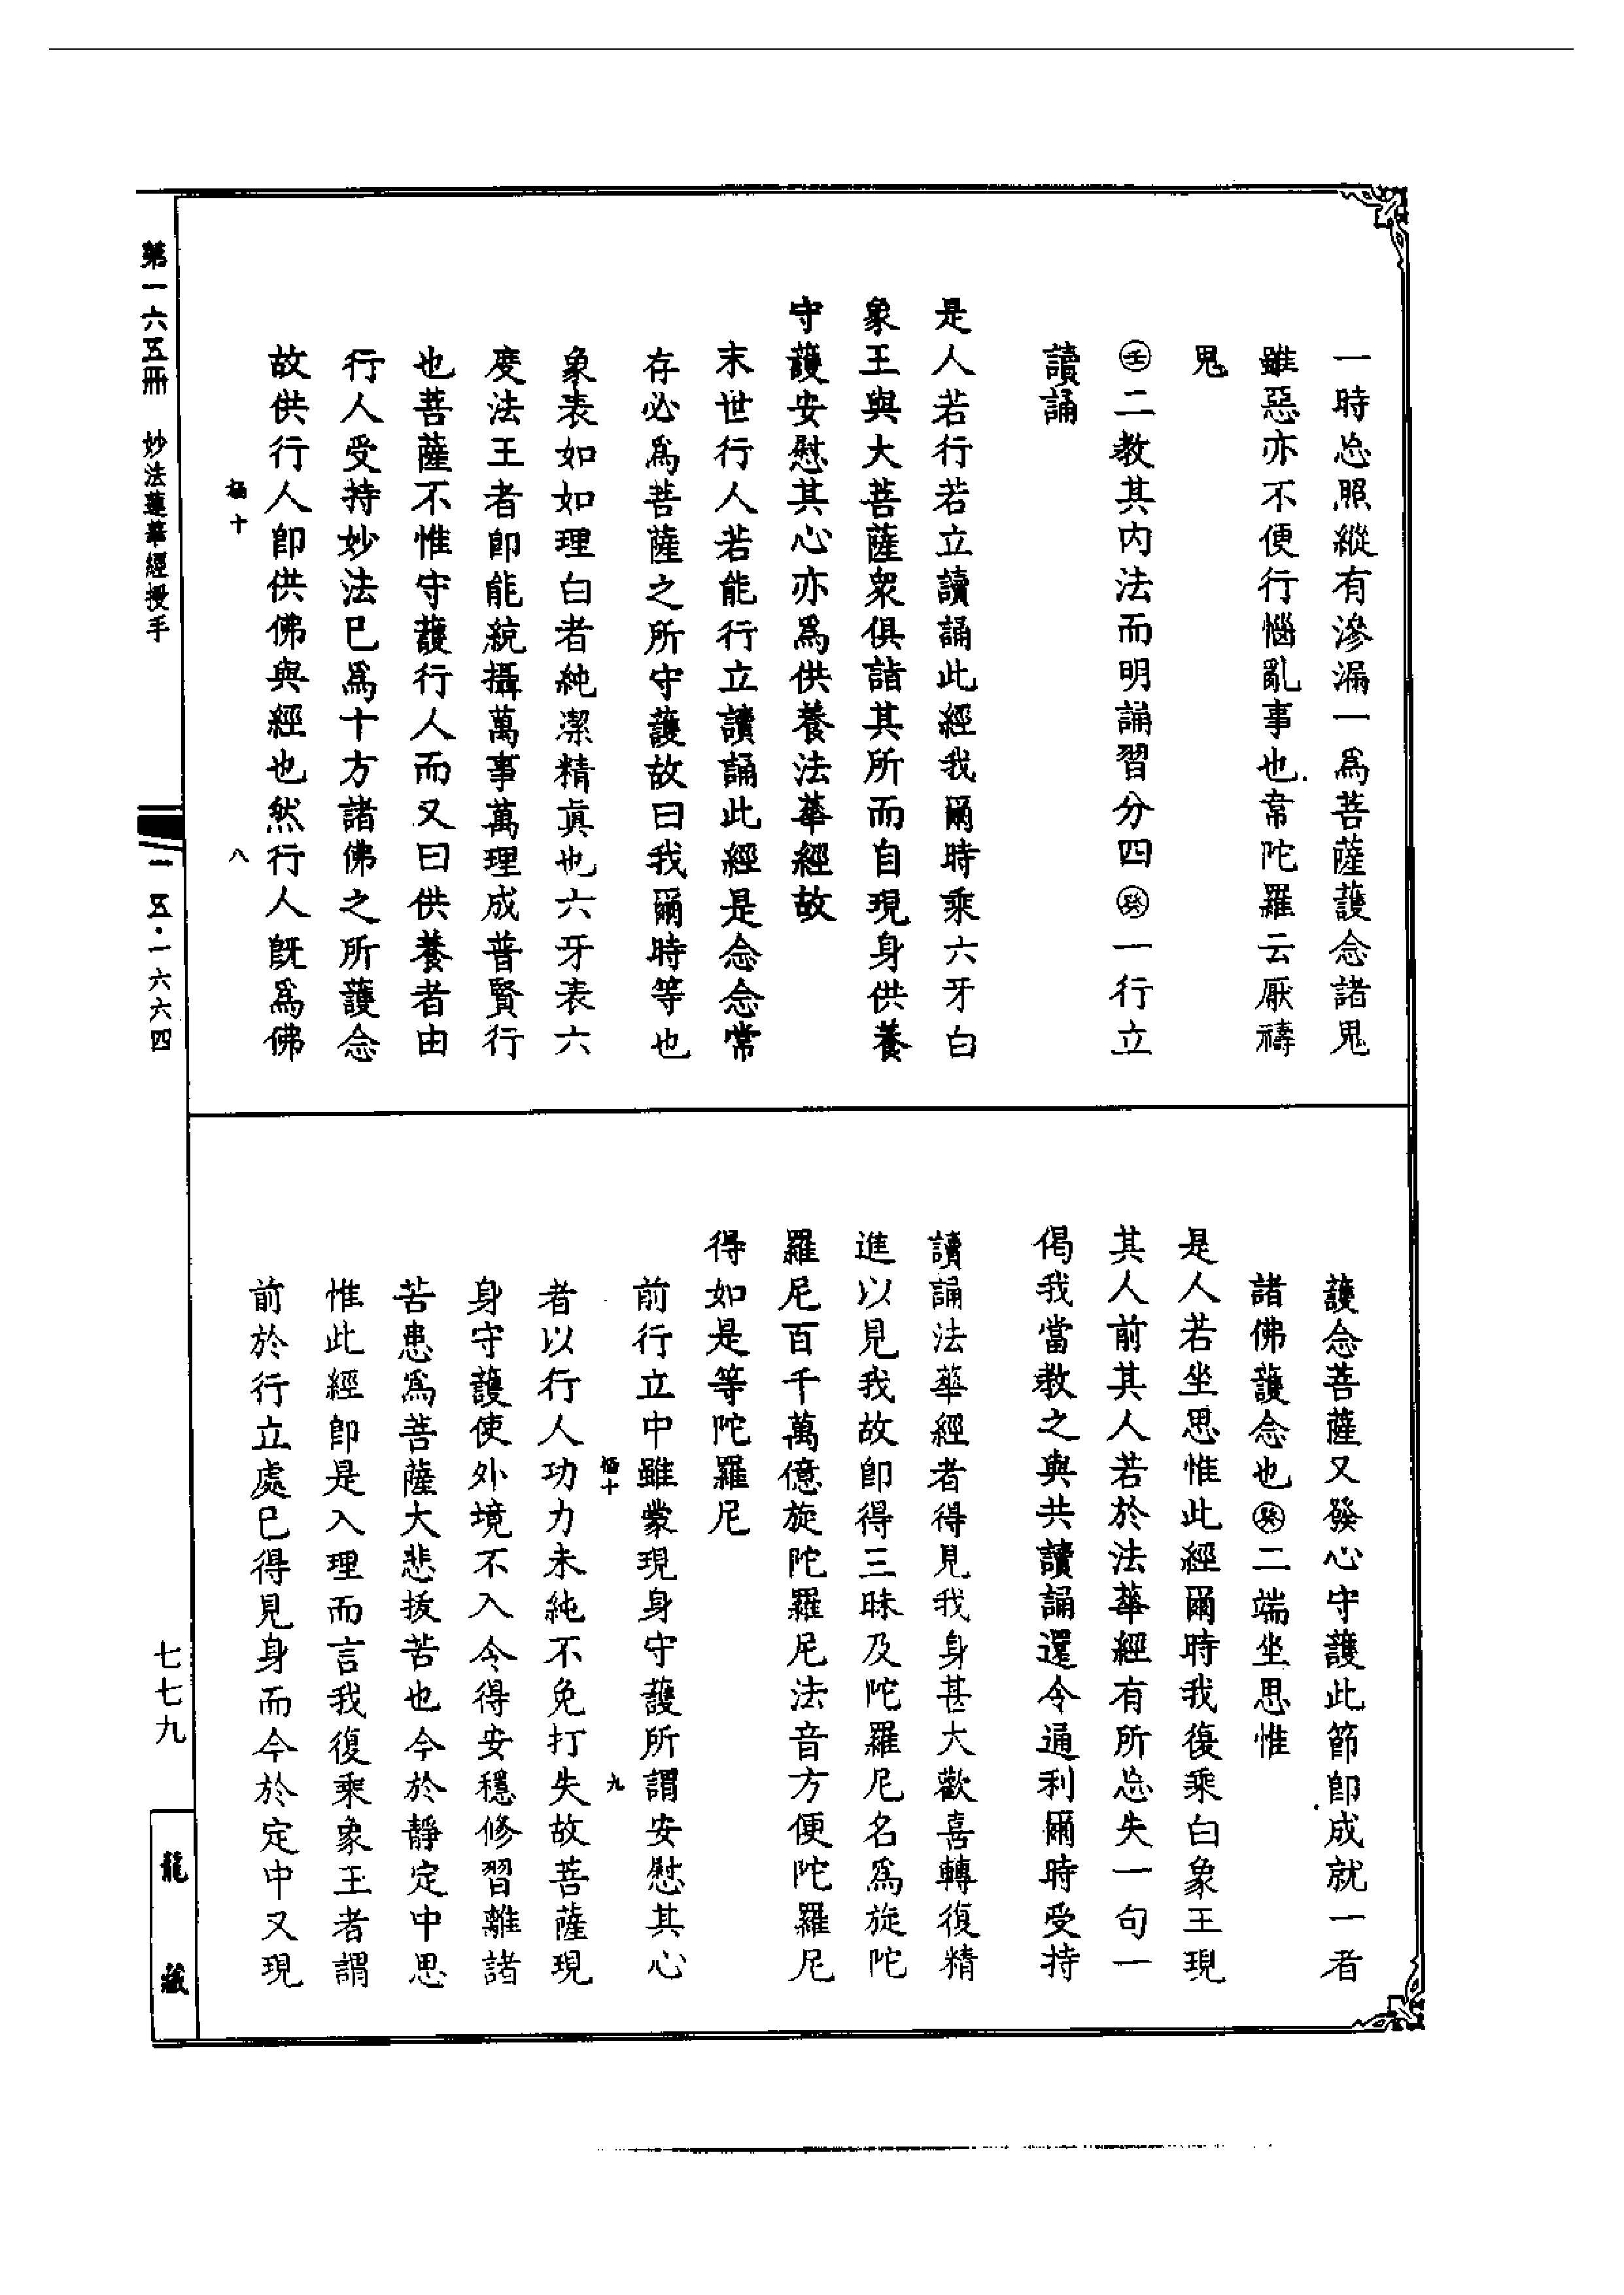 一時忩照縱有滲漏一爲菩薩護念諸鬼
雖惡亦不便行惱亂事也韋陀羅云厭禱
鬼
㊛二教其内法而明誦習分四㊛一行立
讀誦
是人若行若立讀誦此經我爾時乘六牙白
象王與大菩薩衆俱詣其所而自現身供養
守護安慰其心亦爲供養法華經故
末世行人若能行立讀誦此經是念念常
存必爲菩薩之所守護故曰我爾時等也
象表如如理白者純潔精眞也六牙表六
度法王者卽能統攝萬事萬理成普賢行
也菩薩不惟守護行人而又曰供養者由
行人受持妙法已爲十方諸佛之所護念
故供行人卽供佛與經也然行人旣爲佛
十
八
護念菩薩又發心守護此節卽成就一者
諸佛護念也㊛二端坐思惟
是人若坐思惟此經爾時我復乘白象王現
其人前其人若於法華經有所忩失一句一
偈我當教之與共讀誦還令通利爾時受持
讀誦法華經者得見我身甚大歡喜轉復精
進以見我故卽得三昧及陀羅尼名爲旋陀
羅尼百千萬億旋陀羅尼法音方便陀羅尼
得如是等陀羅尼
前行立中雖蒙現身守護所謂安慰其心
十
九
者以行人功力未純不免打失故菩薩現
身守護使外境不入令得安穩修習離諸
苦患爲菩薩大悲拔苦也今於靜定中思
惟此經卽是入理而言我復乘象王者謂
前於行立處已得見身而今於定中又現
第一六五冊　妙法蓮華經授手
一五·一六六四
七七九
龍藏